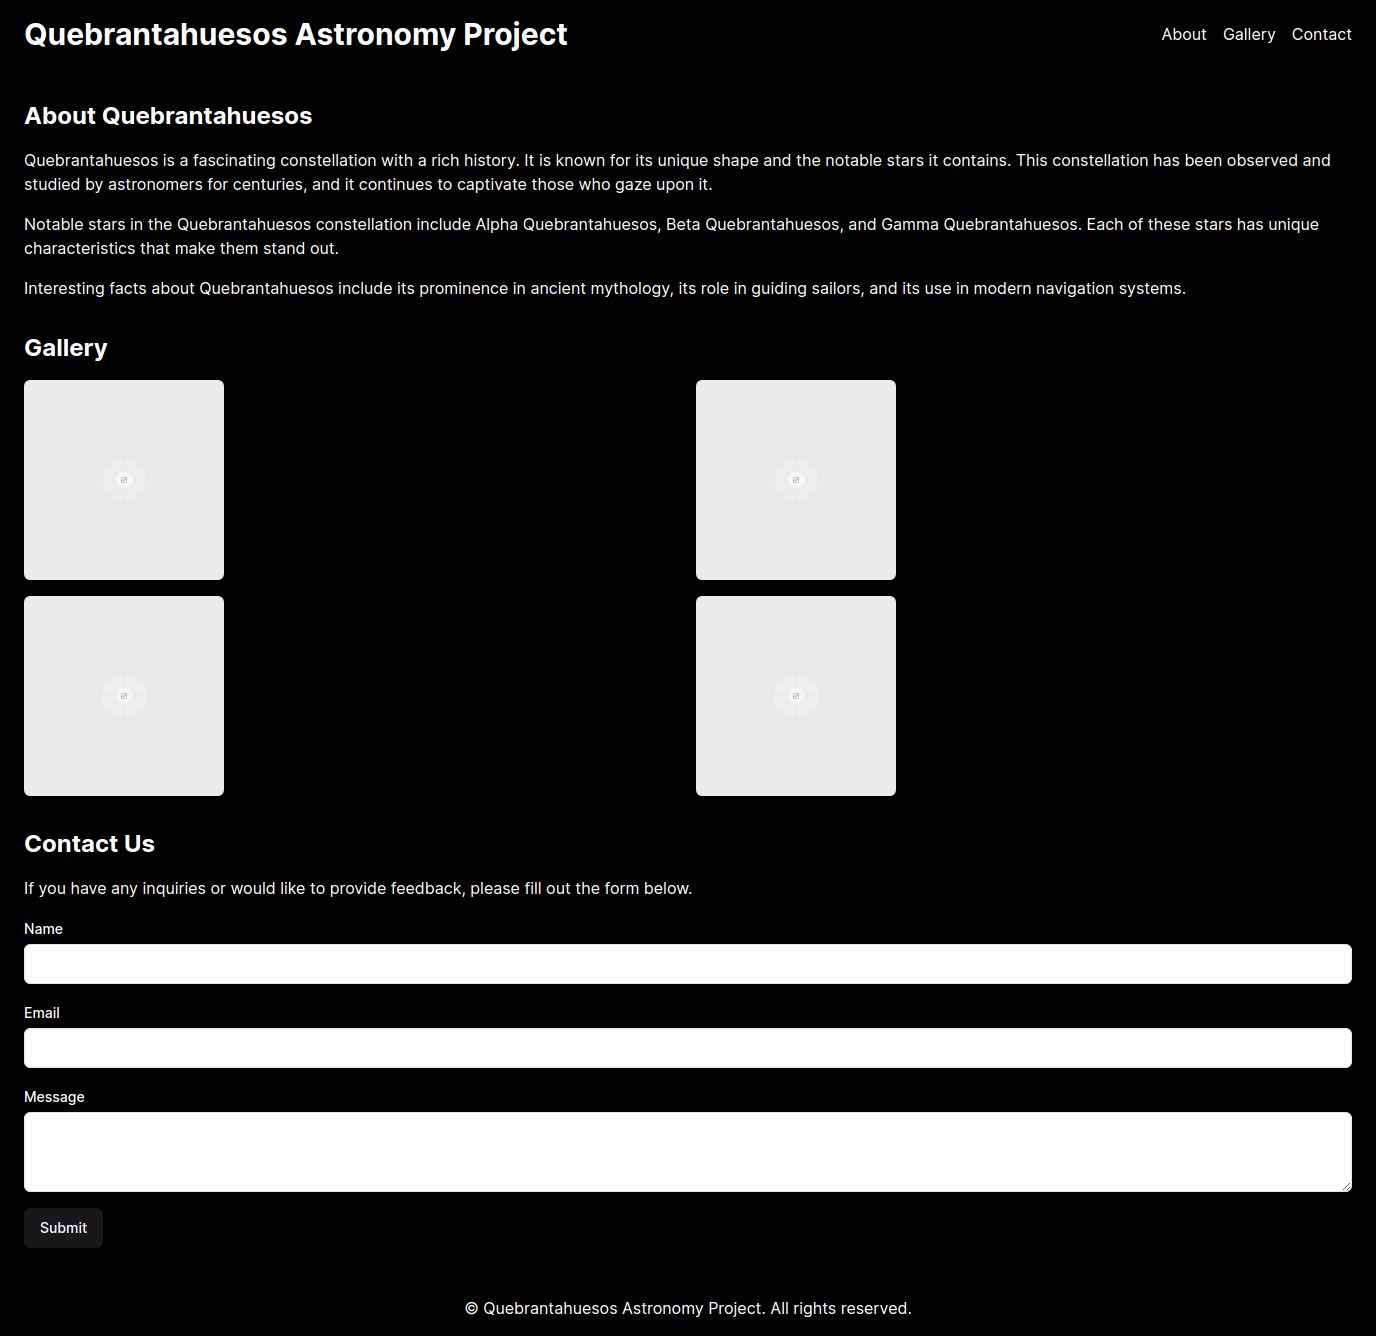 Quebrantahuesos Astronomy Project
About Gallery Contact
About Quebrantahuesos
Quebrantahuesos is a fascinating constellation with a rich history. It is known for its unique shape and the notable stars it contains. This constellation has been observed and
studied by astronomers for centuries, and it continues to captivate those who gaze upon it.
Notable stars in the Quebrantahuesos constellation include Alpha Quebrantahuesos, Beta Quebrantahuesos, and Gamma Quebrantahuesos. Each of these stars has unique
characteristics that make them stand out.
Interesting facts about Quebrantahuesos include its prominence in ancient mythology, its role in guiding sailors, and its use in modern navigation systems.
Gallery
Contact Us
If you have any inquiries or would like to provide feedback, please fill out the form below.
Name
Email
Message
Submit
© Quebrantahuesos Astronomy Project. All rights reserved.